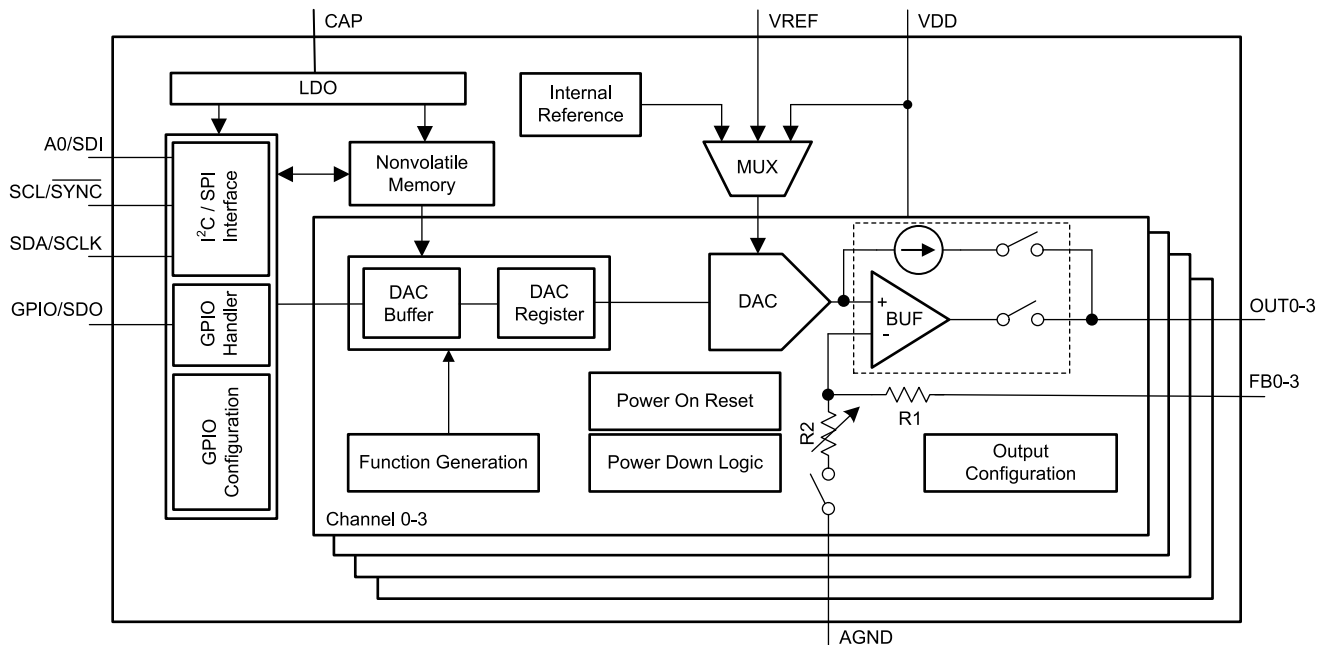 CAP
VREF
VDD
LDO
Internal
Reference
MUX
A0/SDI
SCL/SYNC
SDA/SCLK
GPIO/SDO
I²C / SPI
Interface
GPIO
Handler
GPIO
Configuration
Nonvolatile
Memory
DAC
Buffer
DAC
Register
DAC
+
BUF
-
OUT0-3
FB0-3
R1
R2
Power On Reset
Function Generation
Power Down Logic
Output
Configuration
Channel 0-3
AGND